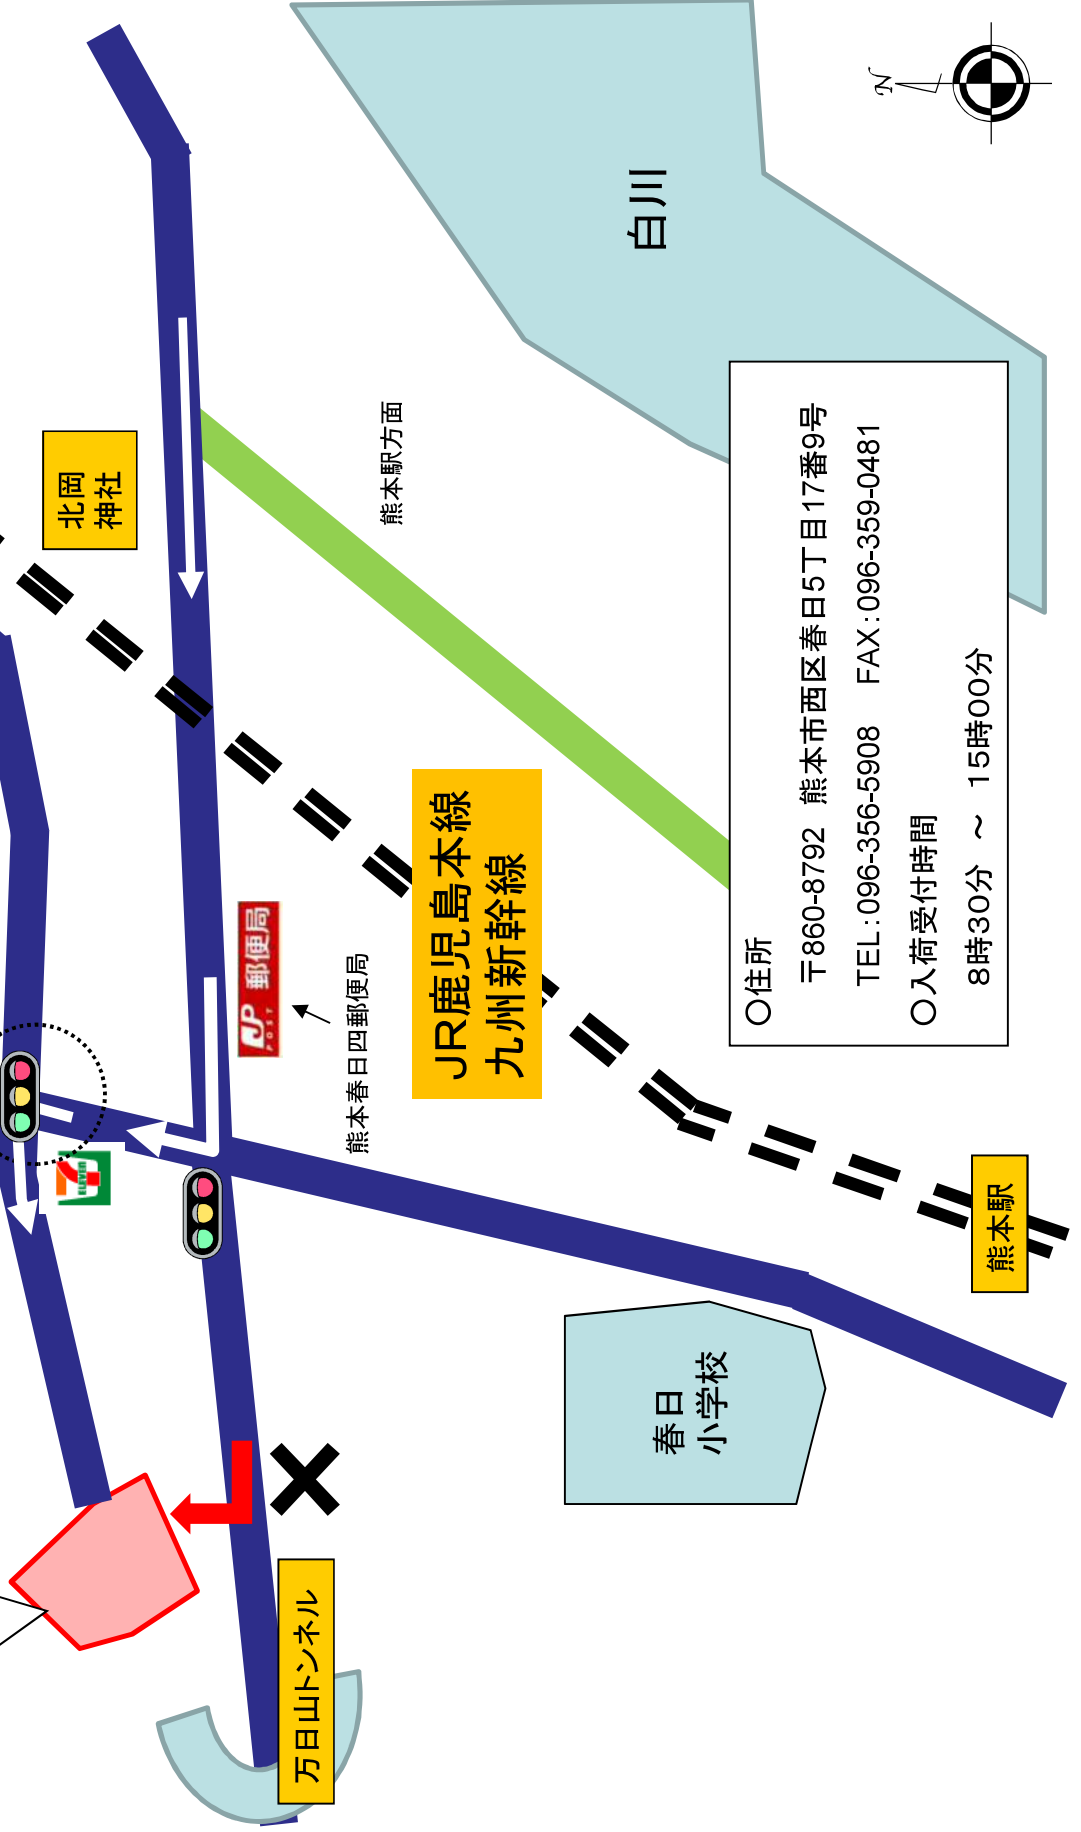 北岡
神社
熊本駅方面
白川
N
JR鹿児島本線
九州新幹線
JP 郵便局
POST
熊本春日四郵便局
ELEVEN
春日
小学校
熊本駅
万日山トンネル
○住所
〒860-8792 熊本市西区春日5丁目17番9号
TEL:096-356-5908 FAX:096-359-0481
○入荷受付時間
8時30分 ～ 15時00分